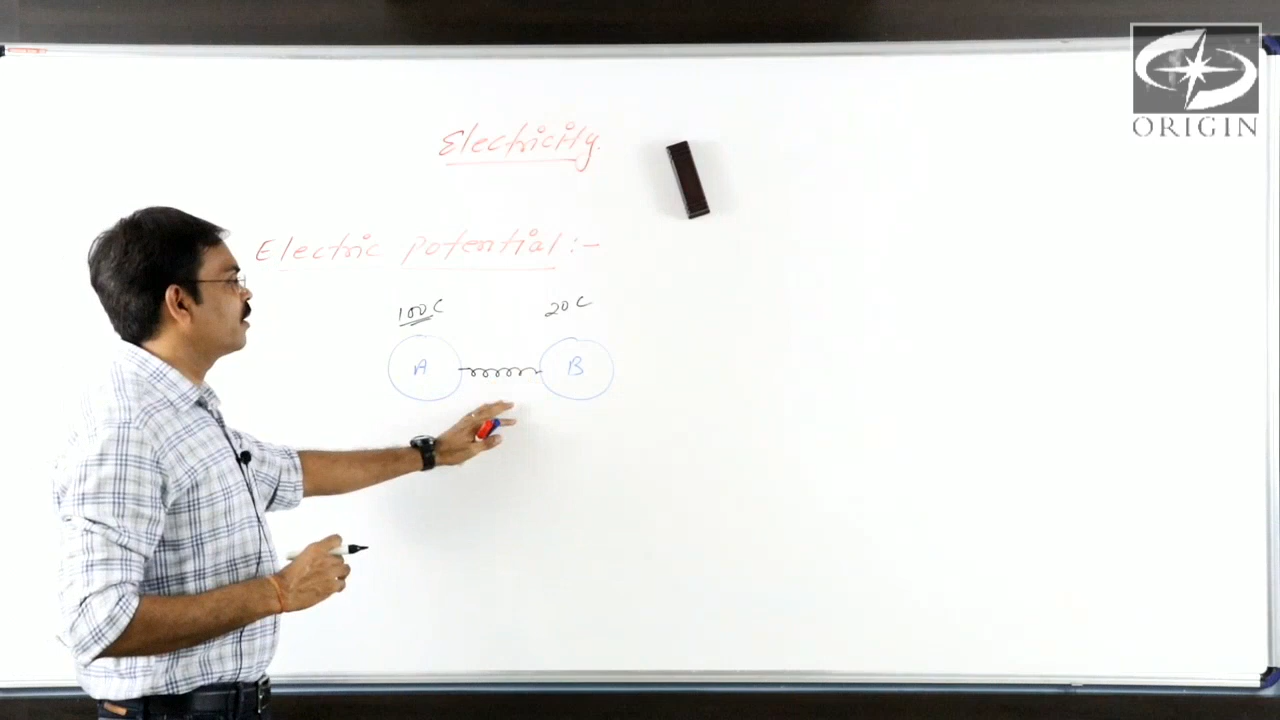 ORIGIN
Electricity.
Electric potential:-
100C 20C
A B